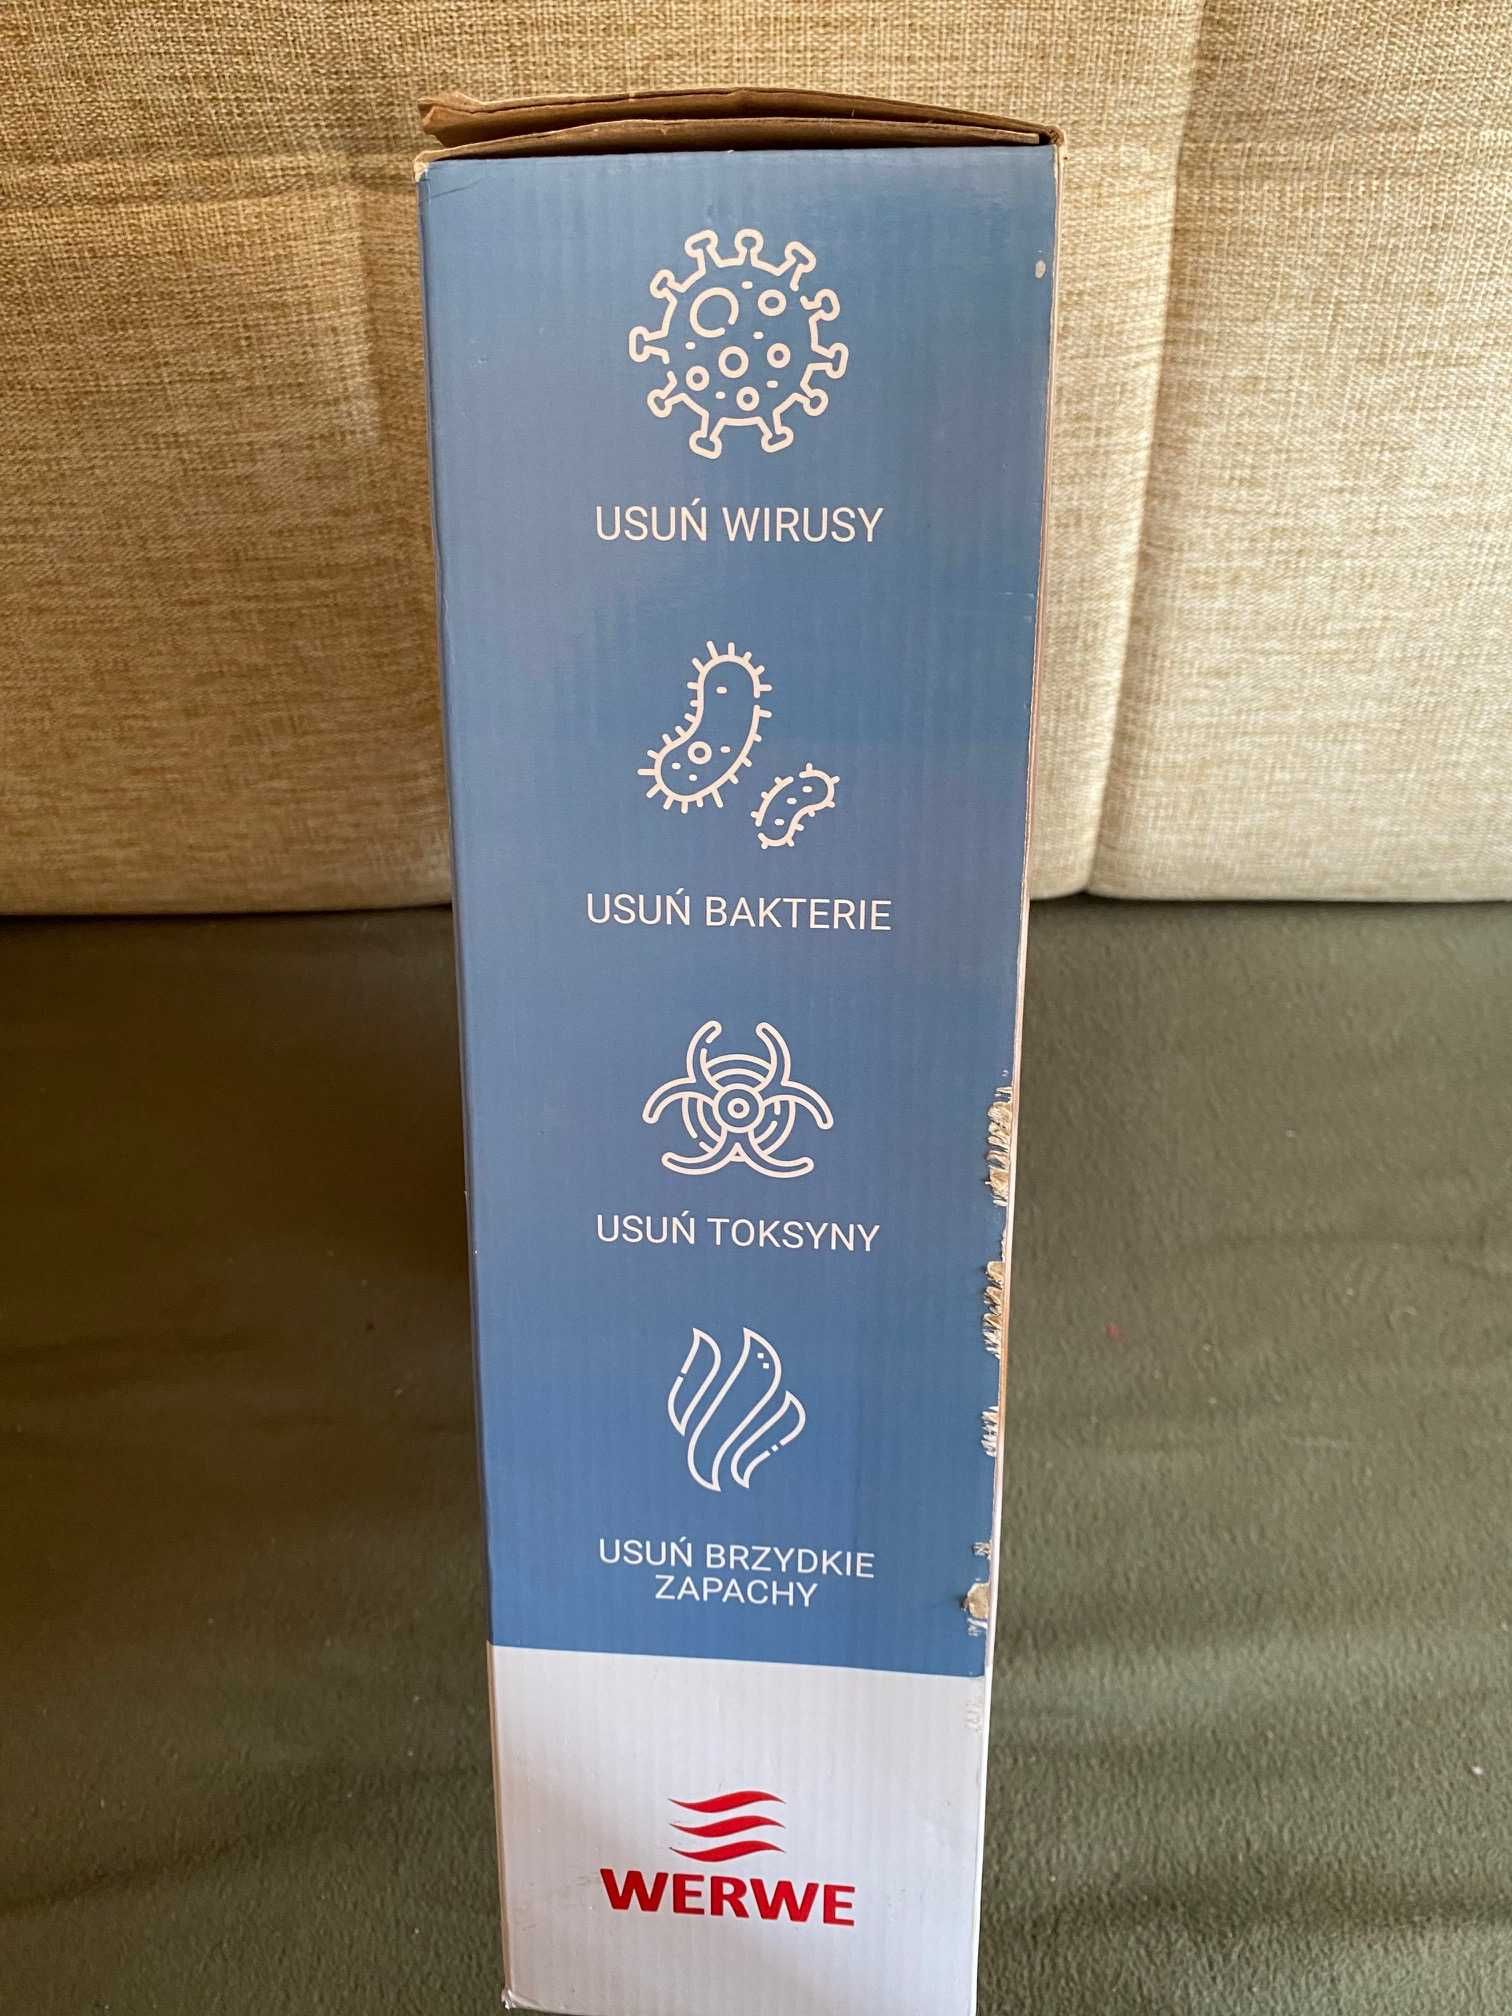 USUŃ WIRUSY
USUŃ BAKTERIE
USUŃ TOKSYNY
USUŃ BRZYDKIE
ZAPACHY
WERWE